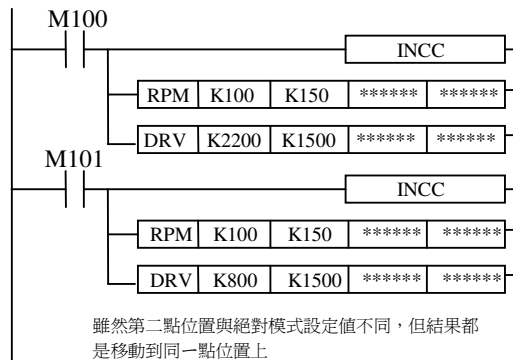 M100
INCC
RPM K100 K150 ****** ******
DRV K2200 K1500 ****** ******
M101
INCC
RPM K100 K150 ****** ******
DRV K800 K1500 ****** ******
雖然第二點位置與絕對模式設定值不同，但結果都
是移動到同一點位置上